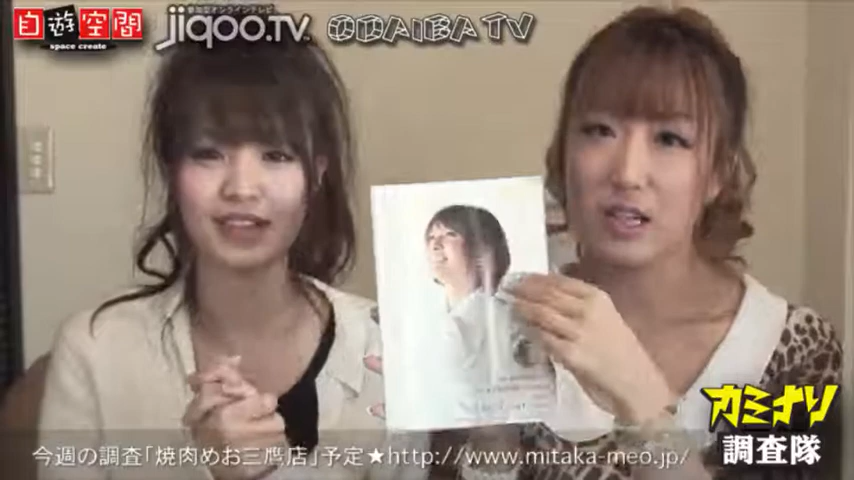 自遊空間
space create
参加型オンラインテレビ
jiqoo.TV
ODAIBA TV
カミナリ
調査隊
今週の調査「焼肉めお三鷹店」予定★http://www.mitaka-meo.jp/